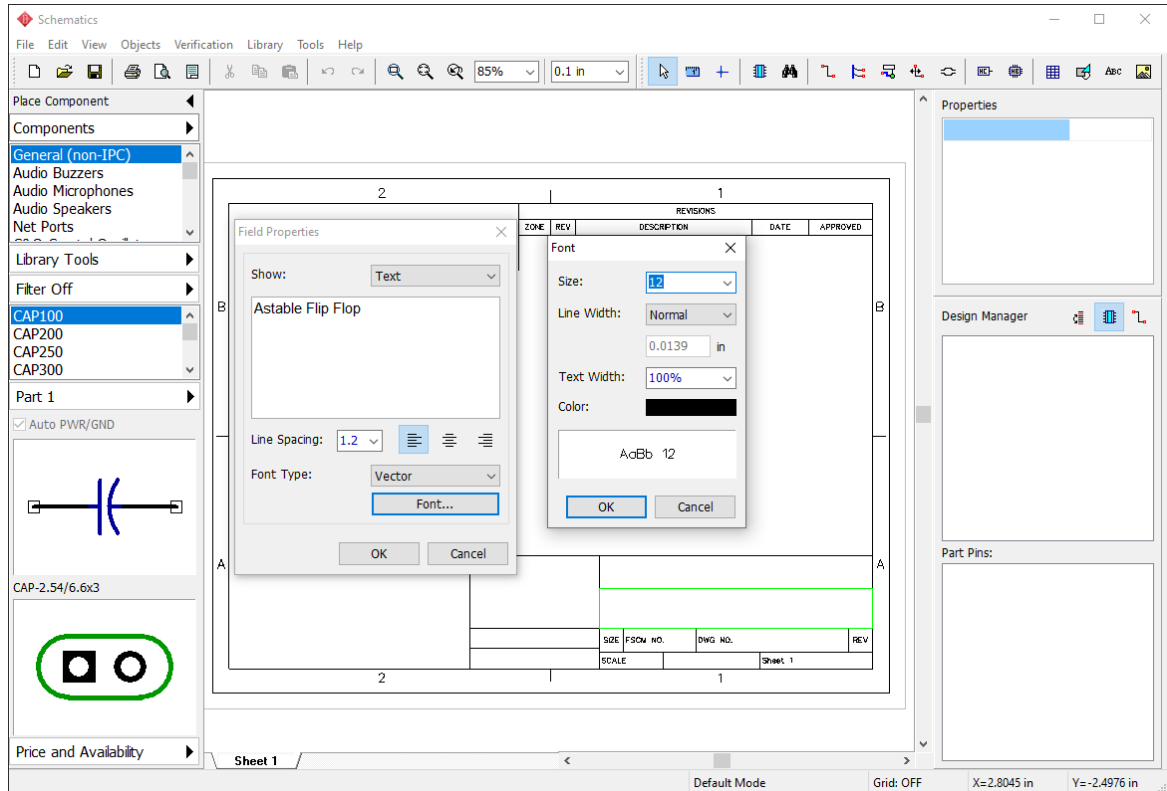 Schematics
File Edit View Objects Verification Library Tools Help
85% 0.1 in ABC
Place Component
Components
General (non-IPC)
Audio Buzzers
Audio Microphones
Audio Speakers
Net Ports
Library Tools
Filter Off
CAP100
CAP200
CAP250
CAP300
Part 1
Auto PWR/GND
CAP-2.54/6.6x3
Price and Availability
2 1
REVISIONS
ZONE REV DESCRIPTION DATE APPROVED
B B
A A
Field Properties
Show: Text
Astable Flip Flop
Line Spacing: 1.2
Font Type: Vector
Font...
OK Cancel
Font
Size: 12
Line Width: Normal
0.0139 in
Text Width: 100%
Color:
AaBb 12
OK Cancel
SIZE FSCM NO. DWG NO. REV
SCALE Sheet 1
2 1
Sheet 1
Properties
Design Manager
Part Pins:
Default Mode Grid: OFF X=2.8045 in Y=-2.4976 in